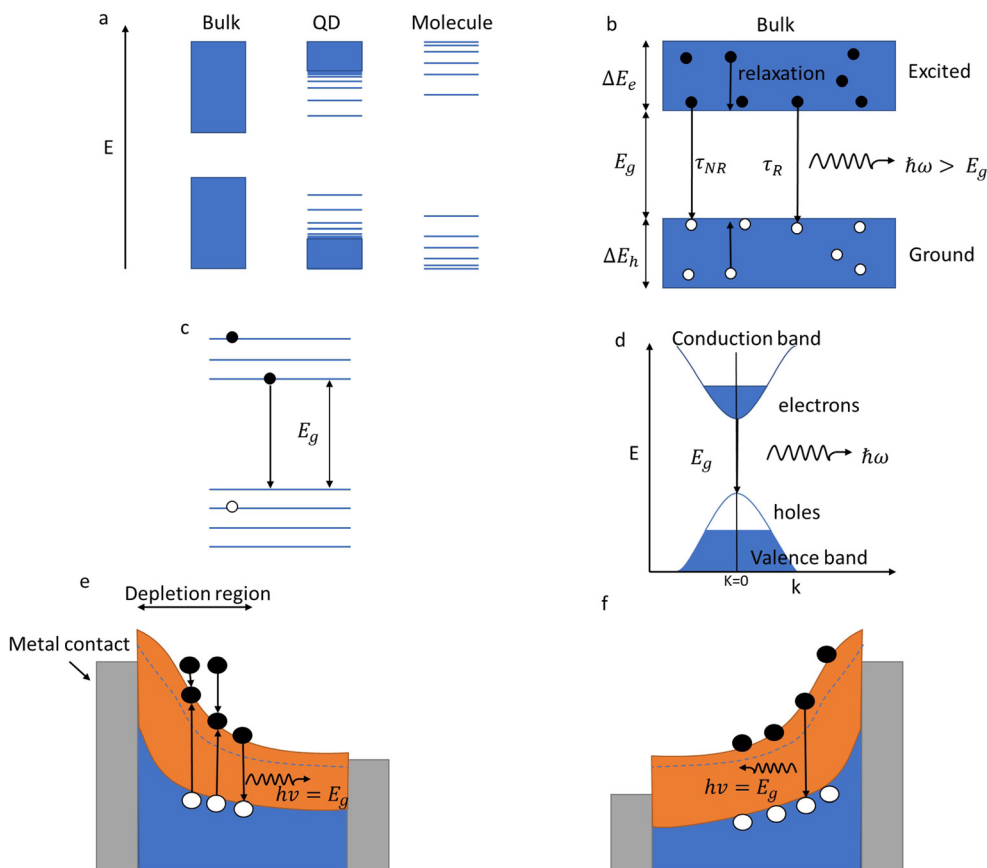 a
Bulk
QD
Molecule
E
b
Bulk
ΔE_e
relaxation
Excited
E_g
τ_NR
τ_R
ħω > E_g
ΔE_h
Ground
c
E_g
d
Conduction band
electrons
E
E_g
ħω
holes
Valence band
K=0
k
e
Depletion region
Metal contact
hv = E_g
f
hv = E_g